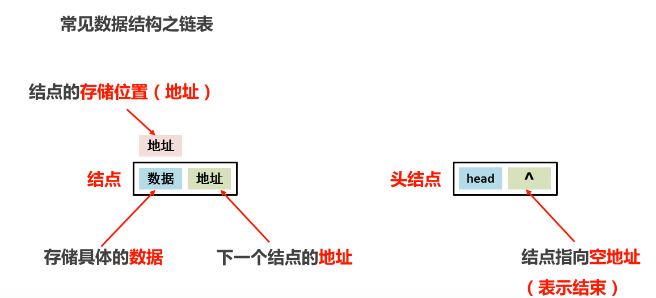 常见数据结构之链表
结点的存储位置（地址）
地址
结点
数据
地址
头结点
head
^
存储具体的数据
下一个结点的地址
结点指向空地址
（表示结束）